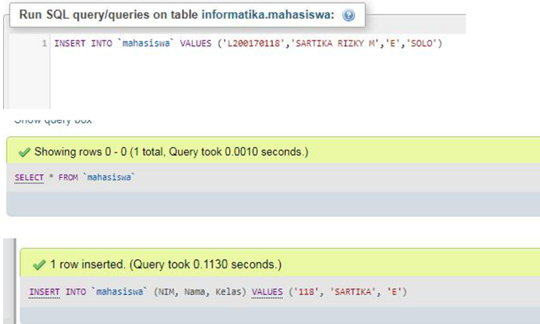 Run SQL query/queries on table informatika.mahasiswa:
1 INSERT INTO `mahasiswa` VALUES ('L200170118','SARTIKA RIZKY M','E','SOLO')
Show query box
Showing rows 0 - 0 (1 total, Query took 0.0010 seconds.)
SELECT * FROM `mahasiswa`
1 row inserted. (Query took 0.1130 seconds.)
INSERT INTO `mahasiswa` (NIM, Nama, Kelas) VALUES ('118', 'SARTIKA', 'E')